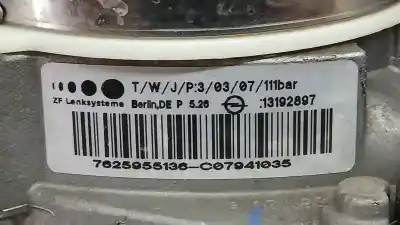 T/W/J/P:3/03/07/111bar
ZF Lenksysteme Berlin,DE P 5.26 :13192897
7625955136-C07941035